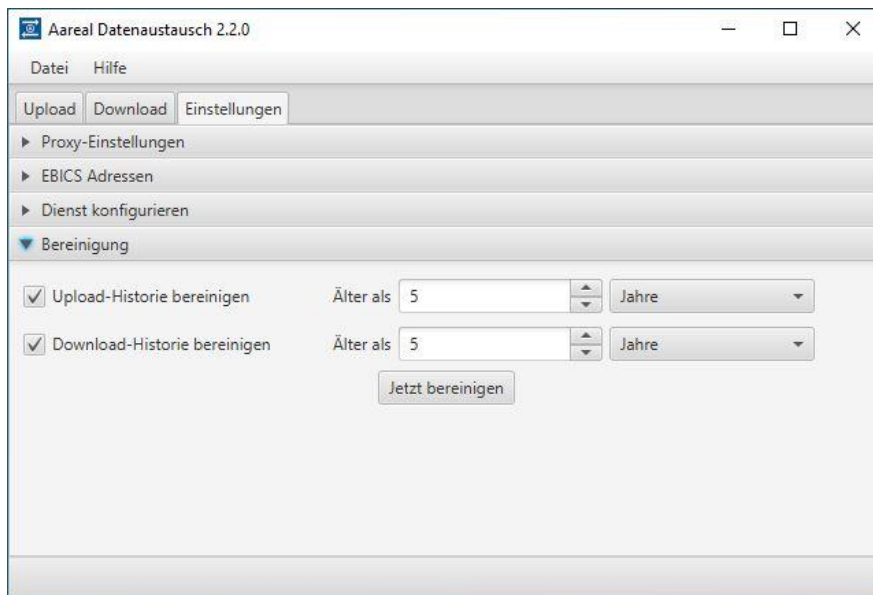 Aareal Datenaustausch 2.2.0
Datei Hilfe
Upload Download Einstellungen
Proxy-Einstellungen
EBICS Adressen
Dienst konfigurieren
Bereinigung
Upload-Historie bereinigen Älter als 5 Jahre
Download-Historie bereinigen Älter als 5 Jahre
Jetzt bereinigen